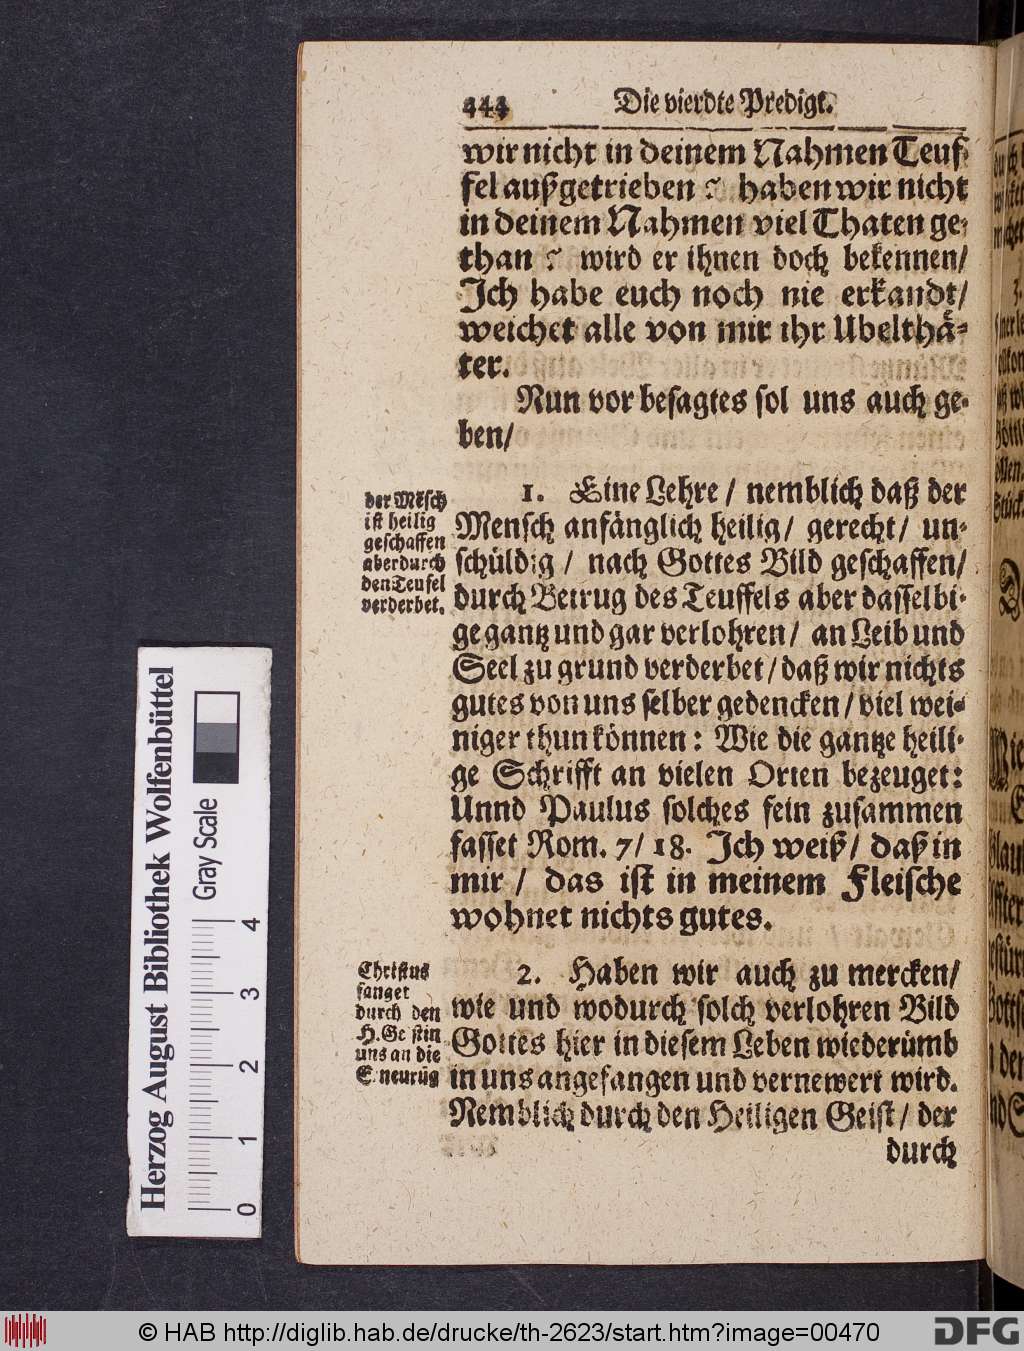 444 Die vierdte Predigt.
wir nicht in deinem Nahmen Teuf-
fel außgetrieben? haben wir nicht
in deinem Nahmen viel Thaten ge-
than? wird er ihnen doch bekennen/
Ich habe euch noch nie erkandt/
weichet alle von mir ihr Ubelthä-
ter.
Nun vor besagtes sol uns auch ge-
ben/
der Mẽsch
ist heilig
geschaffen
aber durch
den Teufel
verderbet.
1. Eine Lehre / nemblich daß der
Mensch anfänglich heilig/ gerecht/ un-
schüldig / nach Gottes Bild geschaffen/
durch Betrug des Teuffels aber dasselbi-
ge gantz und gar verlohren/ an Leib und
Seel zu grund verderbet/ daß wir nichts
gutes von uns selber gedencken/ viel wei-
niger thun können: Wie die gantze heili-
ge Schrifft an vielen Orten bezeuget:
Unnd Paulus solches fein zusammen
fasset Rom. 7/ 18. Ich weiß/ daß in
mir / das ist in meinem Fleische
wohnet nichts gutes.
Christus
fanget
durch den
H. Geistin
uns an die
Erneurũg
2. Haben wir auch zu mercken/
wie und wodurch solch verlohren Bild
Gottes hier in diesem Leben wiederümb
in uns angefangen und vernewert wird.
Nemblich durch den Heiligen Geist/ der
durch
Herzog August Bibliothek Wolfenbüttel
Gray Scale
0 1 2 3 4
© HAB http://diglib.hab.de/drucke/th-2623/start.htm?image=00470
DFG